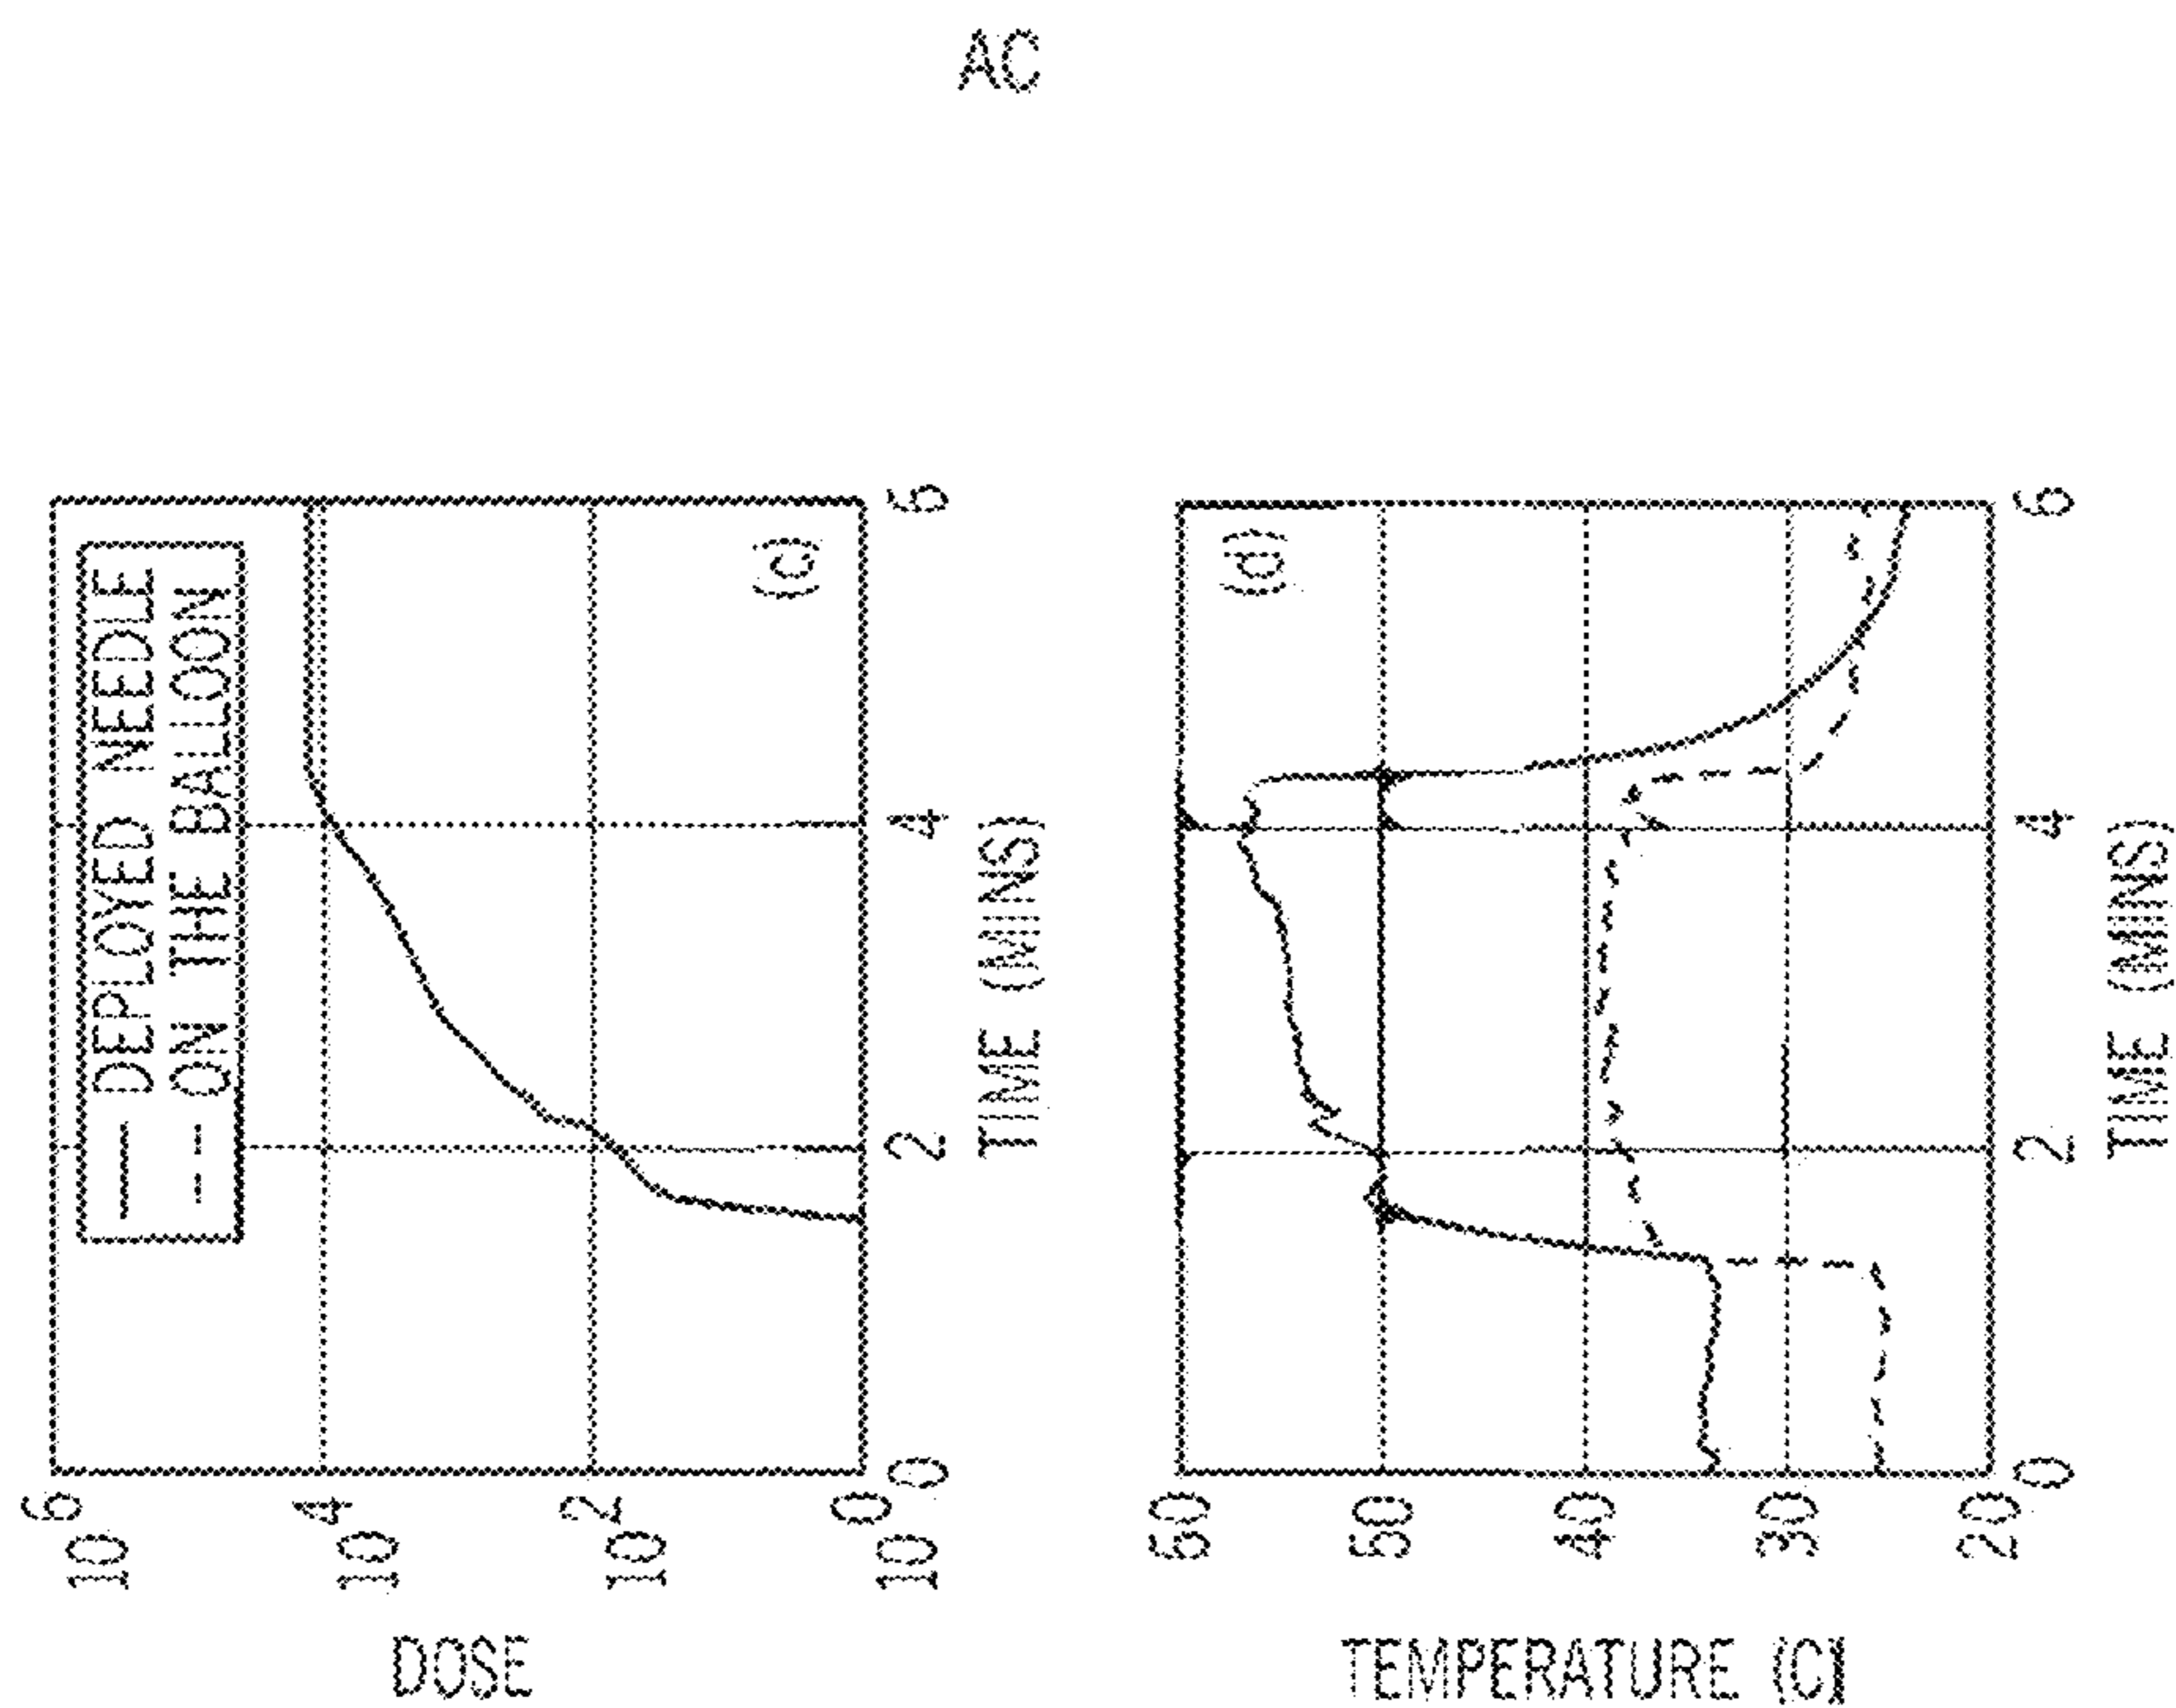 AC
DEPLOYED NEEDLE
ON THE BALLOON
10^6
10^4
10^2
10^0
DOSE
(c)
0 2 4 6
TIME (MINS)
60
50
40
30
20
TEMPERATURE (C)
(d)
0 2 4 6
TIME (MINS)